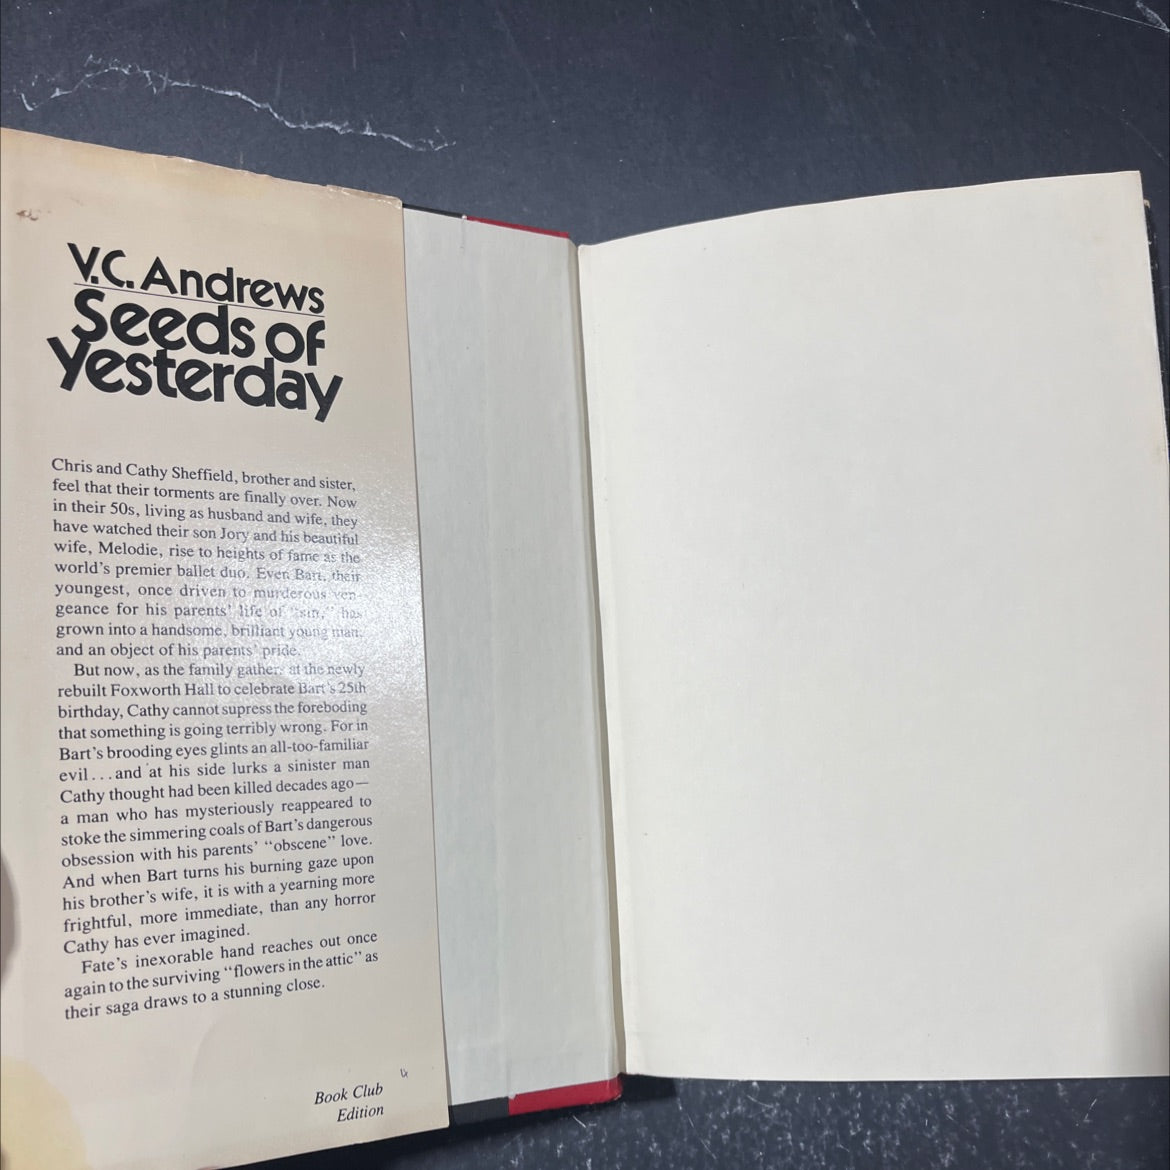 V.C. Andrews
Seeds of
Yesterday
Chris and Cathy Sheffield, brother and sister,
feel that their torments are finally over. Now
in their 50s, living as husband and wife, they
have watched their son Jory and his beautiful
wife, Melodie, rise to heights of fame as the
world's premier ballet duo. Even Bart, their
youngest, once driven to murderous ven-
geance for his parents' life of "sin," has
grown into a handsome, brilliant young man,
and an object of his parents' pride.
But now, as the family gathers at the newly
rebuilt Foxworth Hall to celebrate Bart's 25th
birthday, Cathy cannot supress the foreboding
that something is going terribly wrong. For in
Bart's brooding eyes glints an all-too-familiar
evil...and at his side lurks a sinister man
Cathy thought had been killed decades ago—
a man who has mysteriously reappeared to
stoke the simmering coals of Bart's dangerous
obsession with his parents' "obscene" love.
And when Bart turns his burning gaze upon
his brother's wife, it is with a yearning more
frightful, more immediate, than any horror
Cathy has ever imagined.
Fate's inexorable hand reaches out once
again to the surviving "flowers in the attic" as
their saga draws to a stunning close.
Book Club
Edition